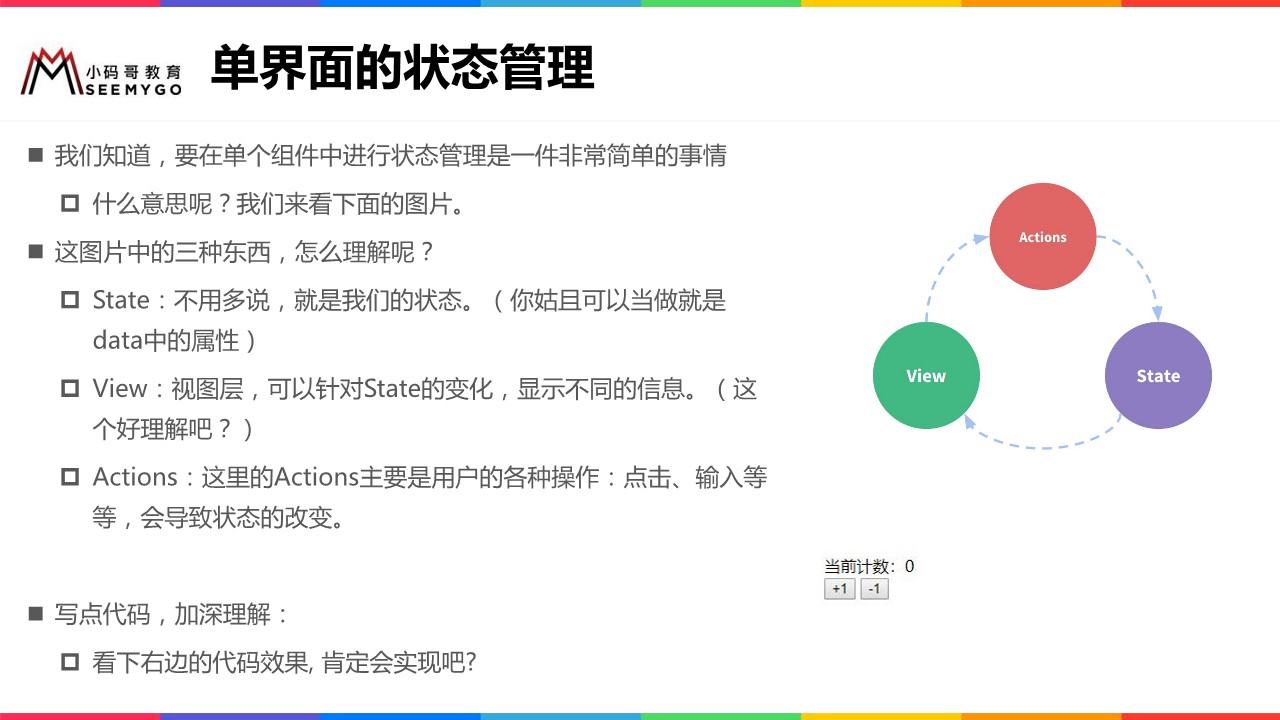 小码哥教育
SEEMYGO
单界面的状态管理
我们知道，要在单个组件中进行状态管理是一件非常简单的事情
什么意思呢？我们来看下面的图片。
这图片中的三种东西，怎么理解呢？
State：不用多说，就是我们的状态。（你姑且可以当做就是
data中的属性）
View：视图层，可以针对State的变化，显示不同的信息。（这
个好理解吧？）
Actions：这里的Actions主要是用户的各种操作：点击、输入等
等，会导致状态的改变。
写点代码，加深理解：
看下右边的代码效果, 肯定会实现吧?
Actions
View
State
当前计数：0
+1 -1